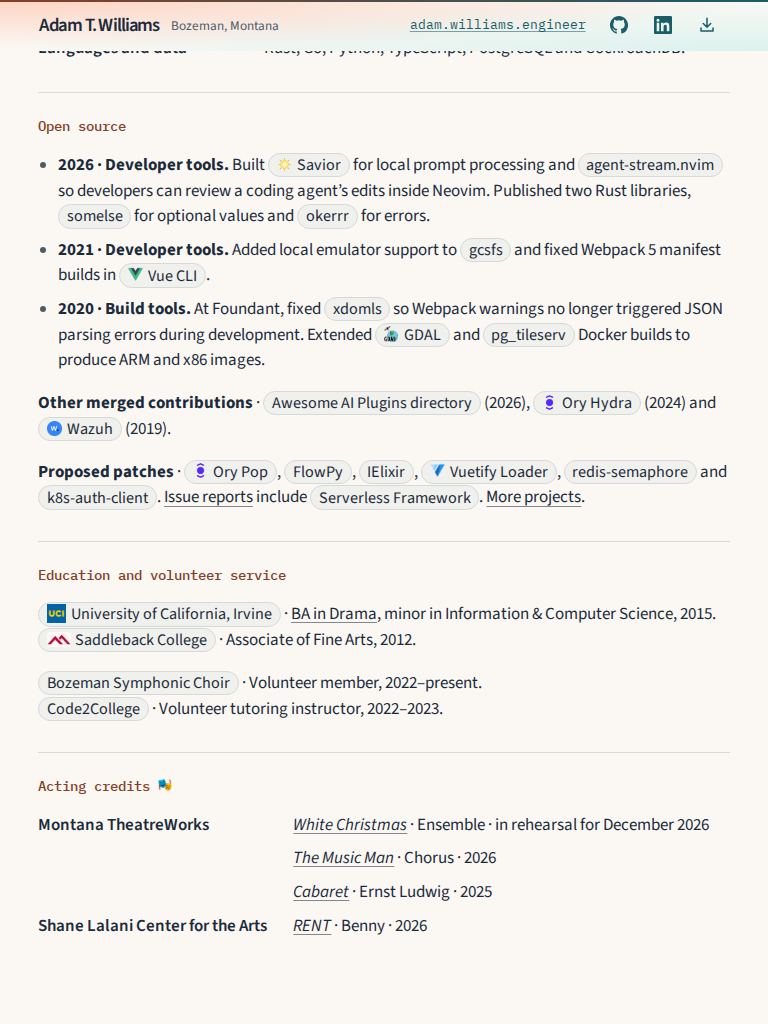 Adam T. Williams Bozeman, Montana adam.williams.engineer
Languages and data Rust, Go, Python, TypeScript, PostgreSQL and CockroachDB.
Open source
2026 · Developer tools. Built Savior for local prompt processing and agent-stream.nvim
so developers can review a coding agent’s edits inside Neovim. Published two Rust libraries,
somelse for optional values and okerrr for errors.
2021 · Developer tools. Added local emulator support to gcsfs and fixed Webpack 5 manifest
builds in Vue CLI.
2020 · Build tools. At Foundant, fixed xdomls so Webpack warnings no longer triggered JSON
parsing errors during development. Extended GDAL and pg_tileserv Docker builds to
produce ARM and x86 images.
Other merged contributions · Awesome AI Plugins directory (2026), Ory Hydra (2024) and
Wazuh (2019).
Proposed patches · Ory Pop, FlowPy, IElixir, Vuetify Loader, redis-semaphore and
k8s-auth-client. Issue reports include Serverless Framework. More projects.
Education and volunteer service
UCI University of California, Irvine · BA in Drama, minor in Information & Computer Science, 2015.
Saddleback College · Associate of Fine Arts, 2012.
Bozeman Symphonic Choir · Volunteer member, 2022–present.
Code2College · Volunteer tutoring instructor, 2022–2023.
Acting credits
Montana TheatreWorks White Christmas · Ensemble · in rehearsal for December 2026
The Music Man · Chorus · 2026
Cabaret · Ernst Ludwig · 2025
Shane Lalani Center for the Arts RENT · Benny · 2026